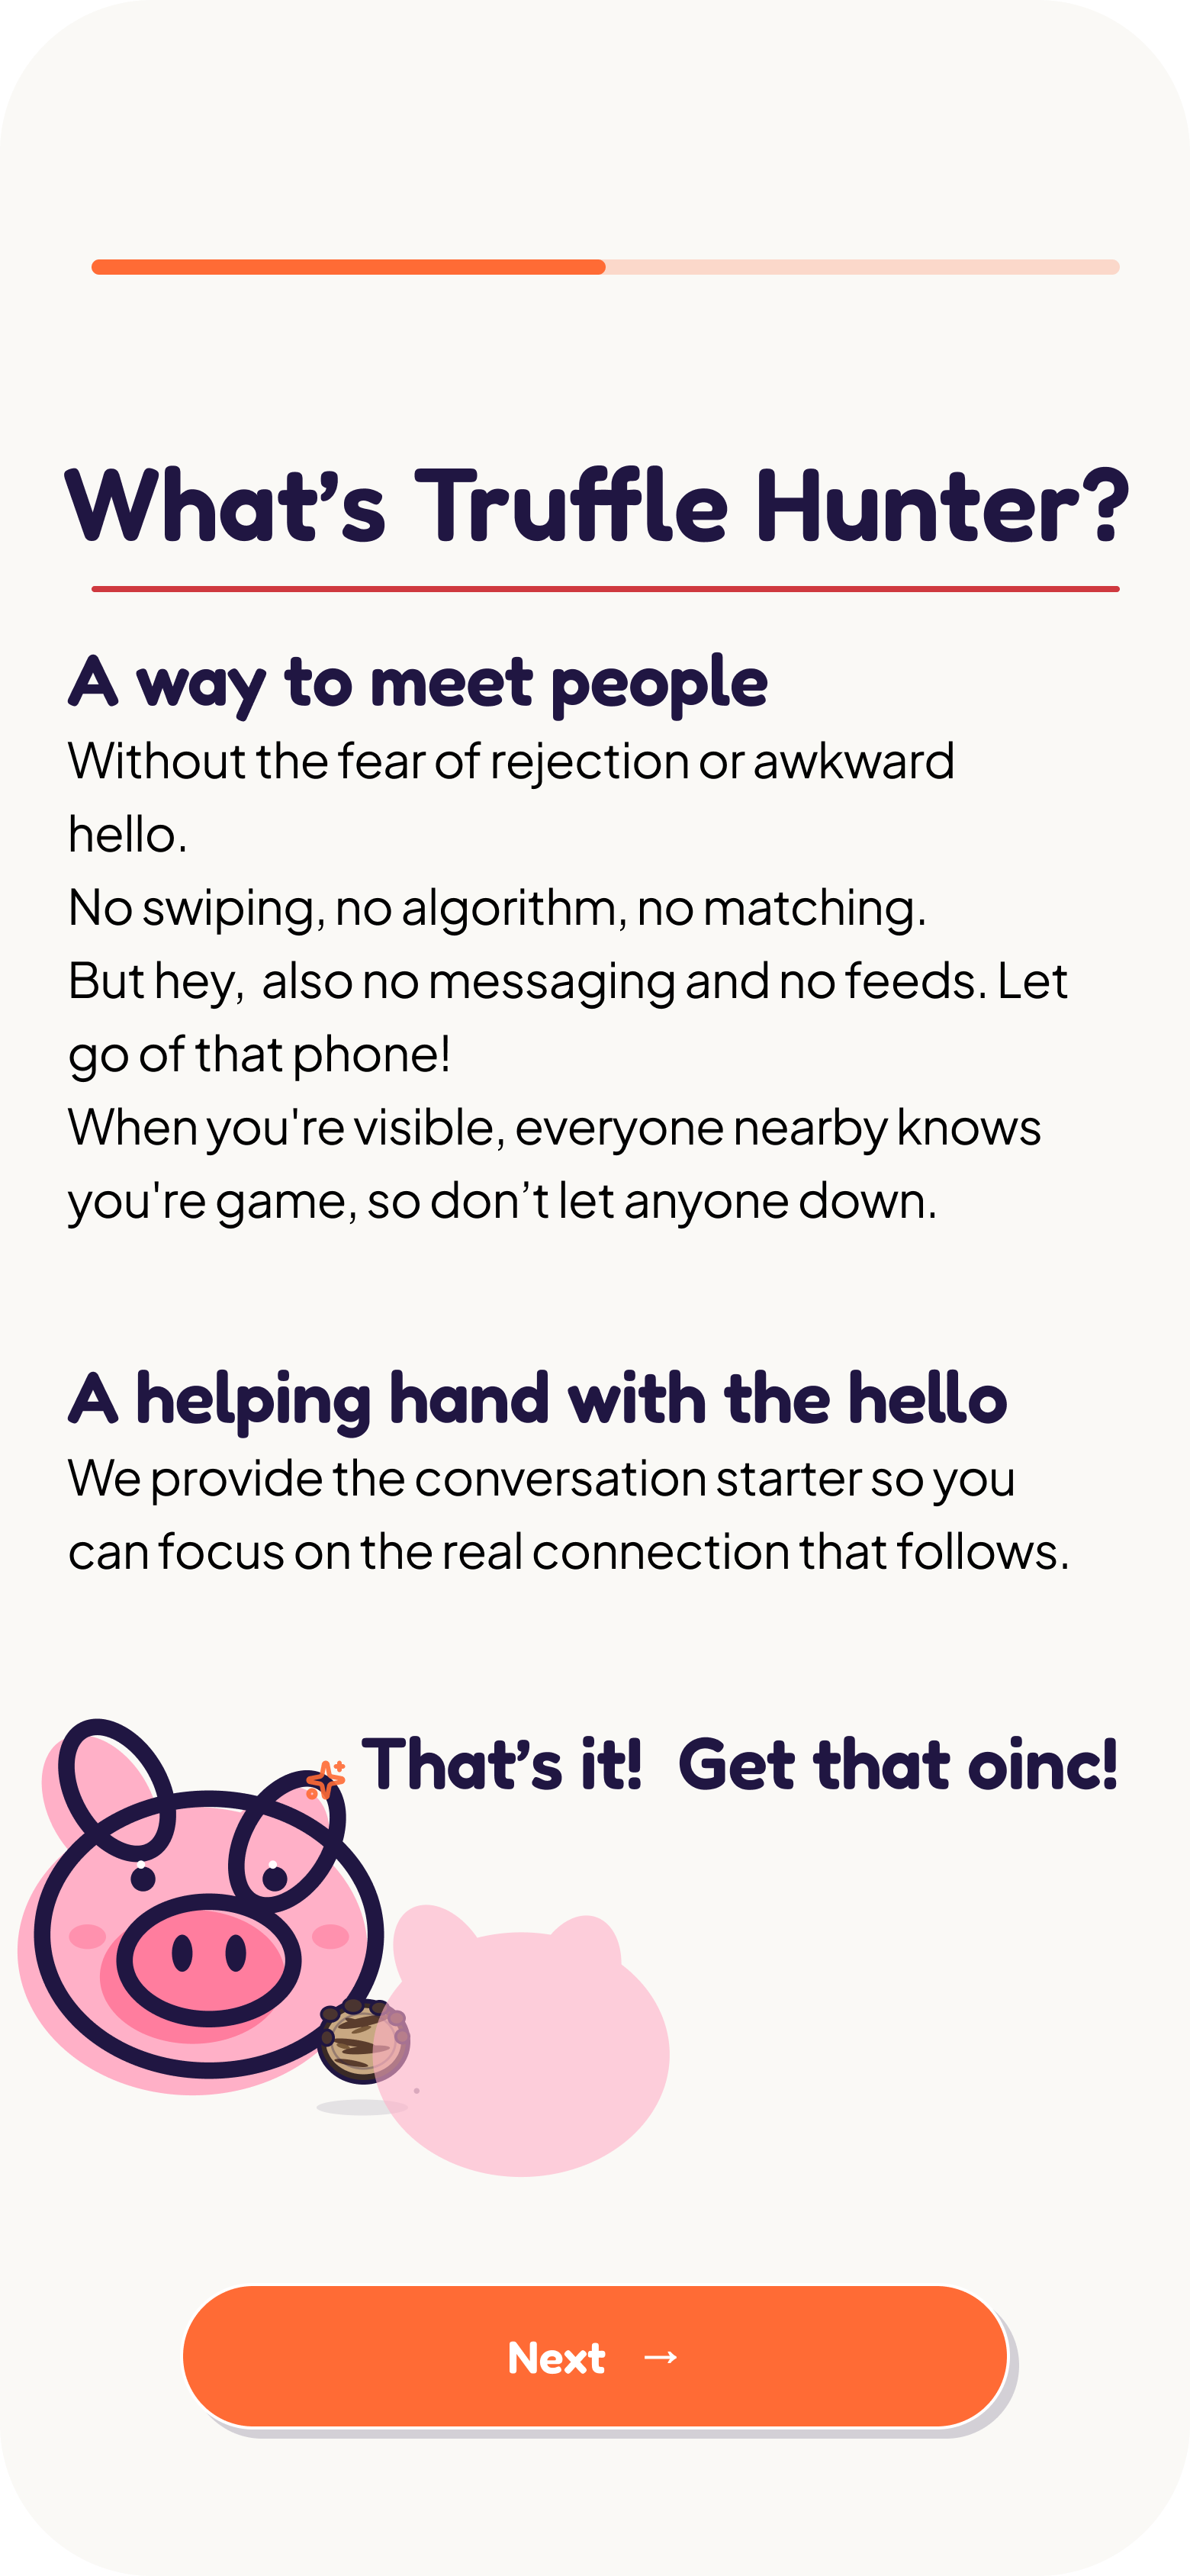 What’s Truffle Hunter?
A way to meet people
Without the fear of rejection or awkward
hello.
No swiping, no algorithm, no matching.
But hey,  also no messaging and no feeds. Let
go of that phone!
When you're visible, everyone nearby knows
you're game, so don’t let anyone down.
A helping hand with the hello
We provide the conversation starter so you
can focus on the real connection that follows.
That’s it!  Get that oinc!
Next →